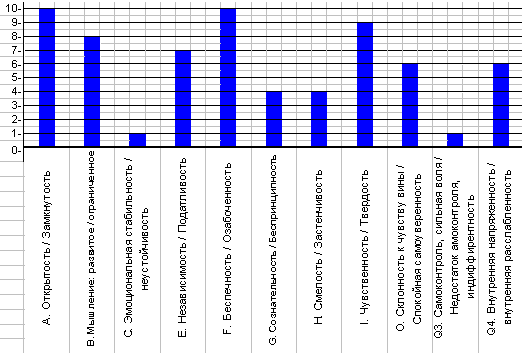 10-
9-
8-
7-
6-
5-
4-
3-
2-
1-
0-
A. Открытость / Замкнутость
B. Мышление: развитое / ограниченное
C. Эмоциональная стабильность /
неустойчивость
E. Независимость / Податливость
F. Беспечность / Озабоченность
G. Сознательность / Беспринципность
H. Смелость / Застенчивость
I. Чувственность / Твердость
O. Склонность к чувству вины /
Спокойная самоуверенность
Q3. Самоконтроль, сильная воля /
Недостаток амоконтроля,
индифферентность
Q4. Внутренняя напряженность /
внутренняя расслабленность